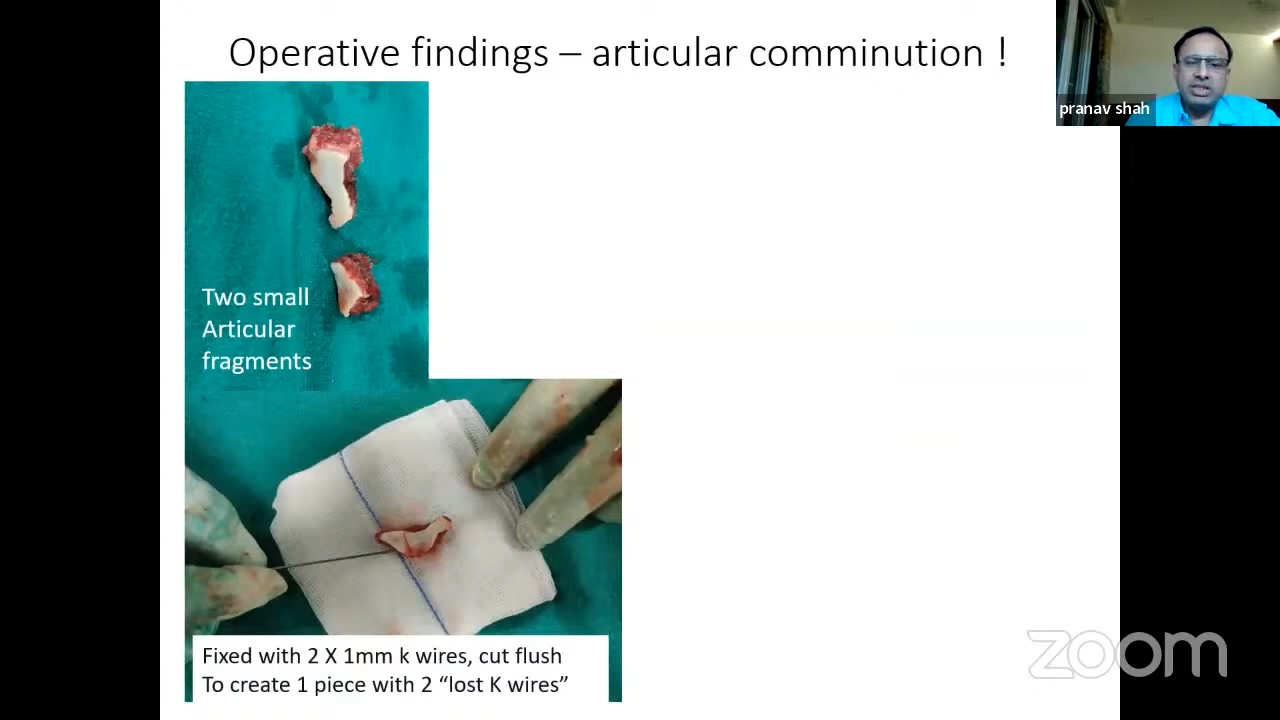 Operative findings – articular comminution !
pranav shah
Two small
Articular
fragments
Fixed with 2 X 1mm k wires, cut flush
To create 1 piece with 2 “lost K wires”
zoom